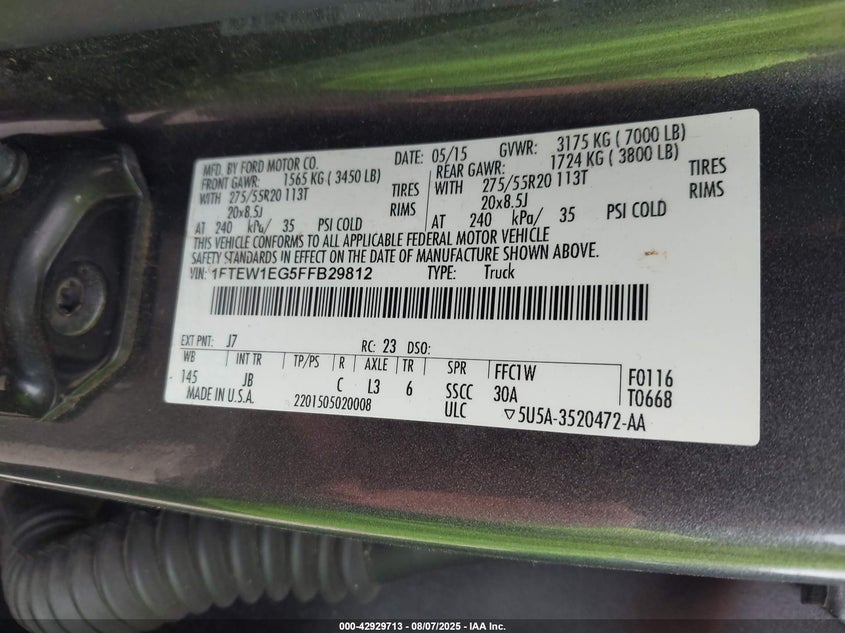 MFD. BY FORD MOTOR CO. DATE: 05/15 GVWR: 3175 KG ( 7000 LB)
FRONT GAWR: 1565 KG ( 3450 LB) REAR GAWR: 1724 KG ( 3800 LB)
WITH 275/55R20 113T TIRES WITH 275/55R20 113T TIRES
20x8.5J RIMS 20x8.5J RIMS
AT 240 kPa/ 35 PSI COLD AT 240 kPa/ 35 PSI COLD
THIS VEHICLE CONFORMS TO ALL APPLICABLE FEDERAL MOTOR VEHICLE
SAFETY STANDARDS IN EFFECT ON THE DATE OF MANUFACTURE SHOWN ABOVE.
VIN: 1FTEW1EG5FFB29812 TYPE: Truck
EXT PNT: J7 RC: 23 DSO:
WB INT TR TP/PS R AXLE TR SPR FFC1W F0116
145 JB C L3 6 SSCC 30A T0668
MADE IN U.S.A. 2201505020008 ULC ▽5U5A-3520472-AA
000-42929713 - 08/07/2025 - IAA Inc.